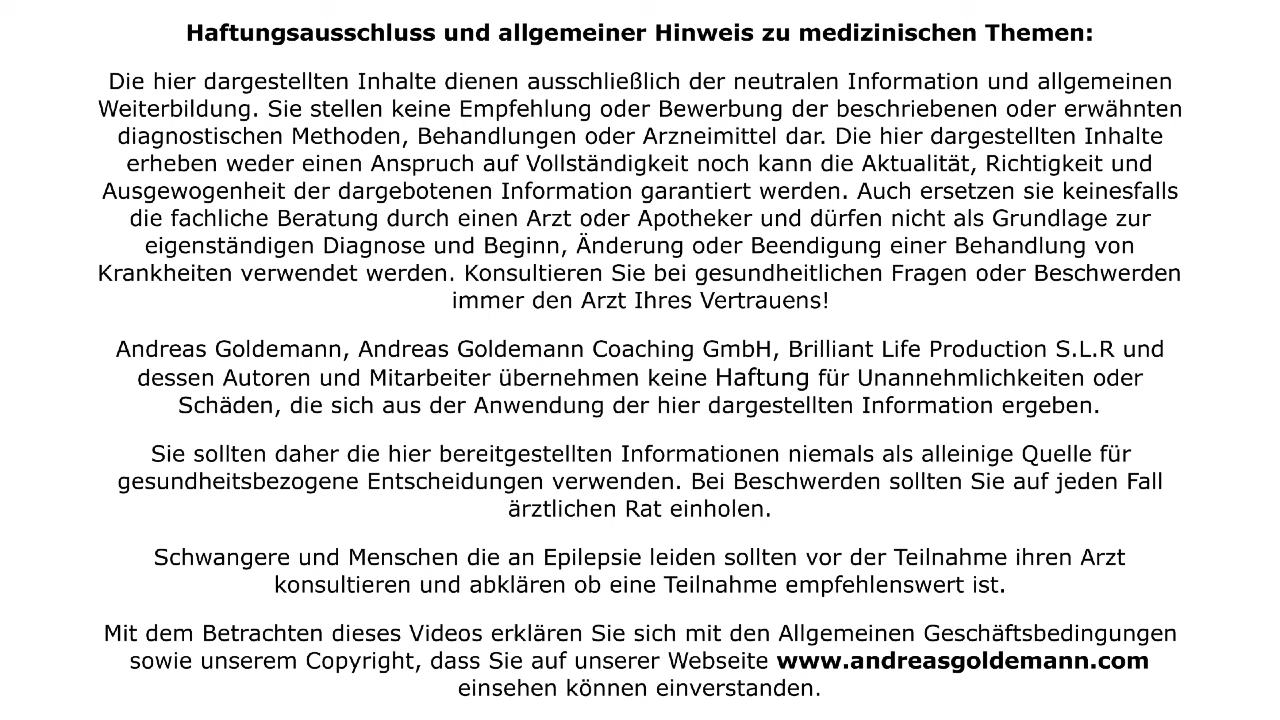 Haftungsausschluss und allgemeiner Hinweis zu medizinischen Themen:
Die hier dargestellten Inhalte dienen ausschließlich der neutralen Information und allgemeinen
Weiterbildung. Sie stellen keine Empfehlung oder Bewerbung der beschriebenen oder erwähnten
diagnostischen Methoden, Behandlungen oder Arzneimittel dar. Die hier dargestellten Inhalte
erheben weder einen Anspruch auf Vollständigkeit noch kann die Aktualität, Richtigkeit und
Ausgewogenheit der dargebotenen Information garantiert werden. Auch ersetzen sie keinesfalls
die fachliche Beratung durch einen Arzt oder Apotheker und dürfen nicht als Grundlage zur
eigenständigen Diagnose und Beginn, Änderung oder Beendigung einer Behandlung von
Krankheiten verwendet werden. Konsultieren Sie bei gesundheitlichen Fragen oder Beschwerden
immer den Arzt Ihres Vertrauens!
Andreas Goldemann, Andreas Goldemann Coaching GmbH, Brilliant Life Production S.L.R und
dessen Autoren und Mitarbeiter übernehmen keine Haftung für Unannehmlichkeiten oder
Schäden, die sich aus der Anwendung der hier dargestellten Information ergeben.
Sie sollten daher die hier bereitgestellten Informationen niemals als alleinige Quelle für
gesundheitsbezogene Entscheidungen verwenden. Bei Beschwerden sollten Sie auf jeden Fall
ärztlichen Rat einholen.
Schwangere und Menschen die an Epilepsie leiden sollten vor der Teilnahme ihren Arzt
konsultieren und abklären ob eine Teilnahme empfehlenswert ist.
Mit dem Betrachten dieses Videos erklären Sie sich mit den Allgemeinen Geschäftsbedingungen
sowie unserem Copyright, dass Sie auf unserer Webseite www.andreasgoldemann.com
einsehen können einverstanden.